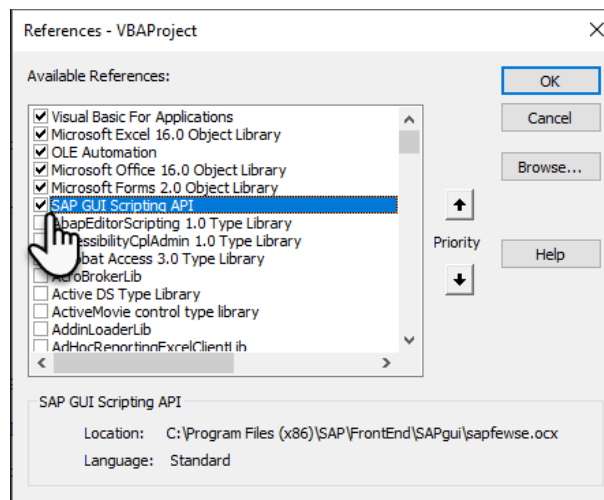 References - VBAProject
Available References:
Visual Basic For Applications
Microsoft Excel 16.0 Object Library
OLE Automation
Microsoft Office 16.0 Object Library
Microsoft Forms 2.0 Object Library
SAP GUI Scripting API
AbapEditorScripting 1.0 Type Library
CplAdmin 1.0 Type Library
Access 3.0 Type Library
Active DS Type Library
ActiveMovie control type library
AddinLoaderLib
AdHocReportingExcelClientLib
OK
Cancel
Browse...
Priority
Help
SAP GUI Scripting API
Location: C:\Program Files (x86)\SAP\FrontEnd\SAPgui\sapfewse.ocx
Language: Standard